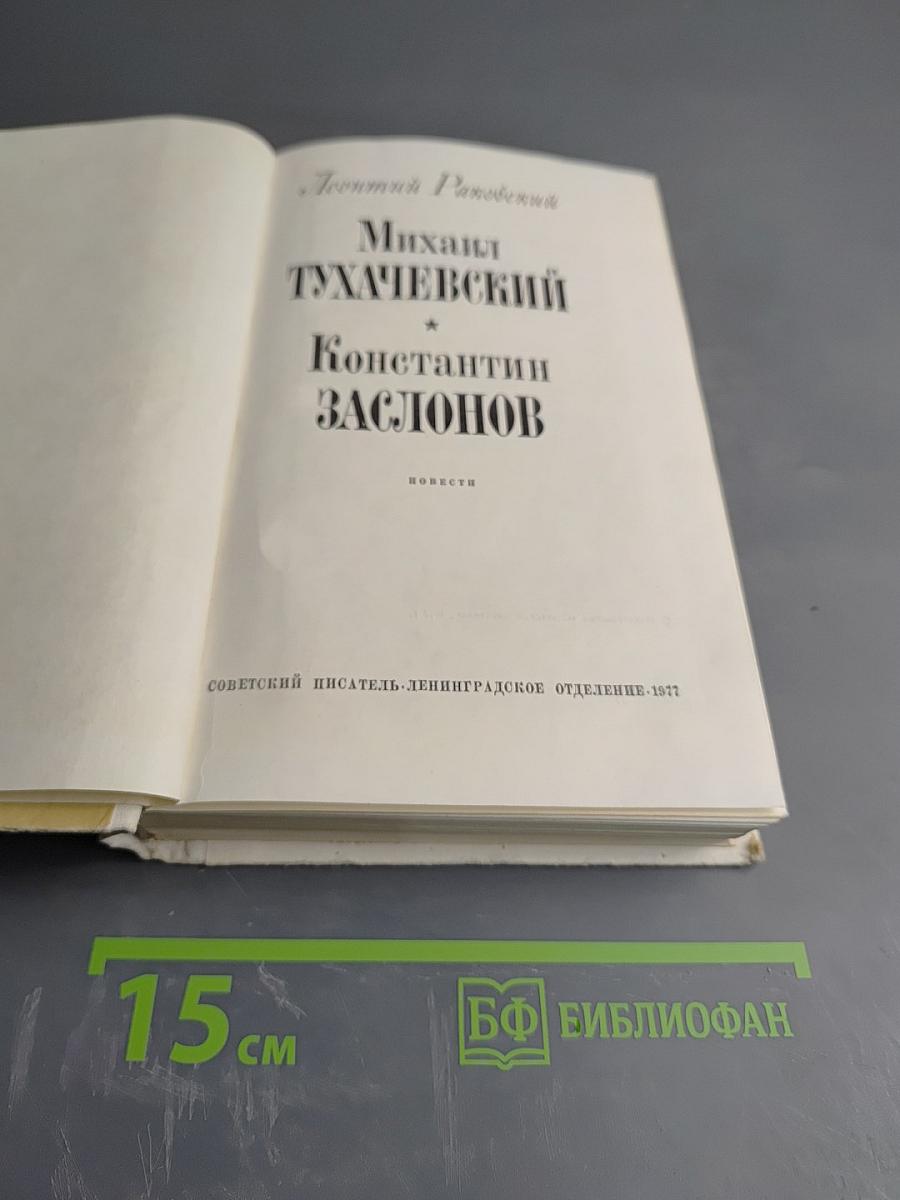 Леонтий Раковский
Михаил
ТУХАЧЕВСКИЙ
★
Константин
ЗАСЛОНОВ
ПОВЕСТИ
СОВЕТСКИЙ ПИСАТЕЛЬ·ЛЕНИНГРАДСКОЕ ОТДЕЛЕНИЕ·1977
15 см
БФ БИБЛИОФАН